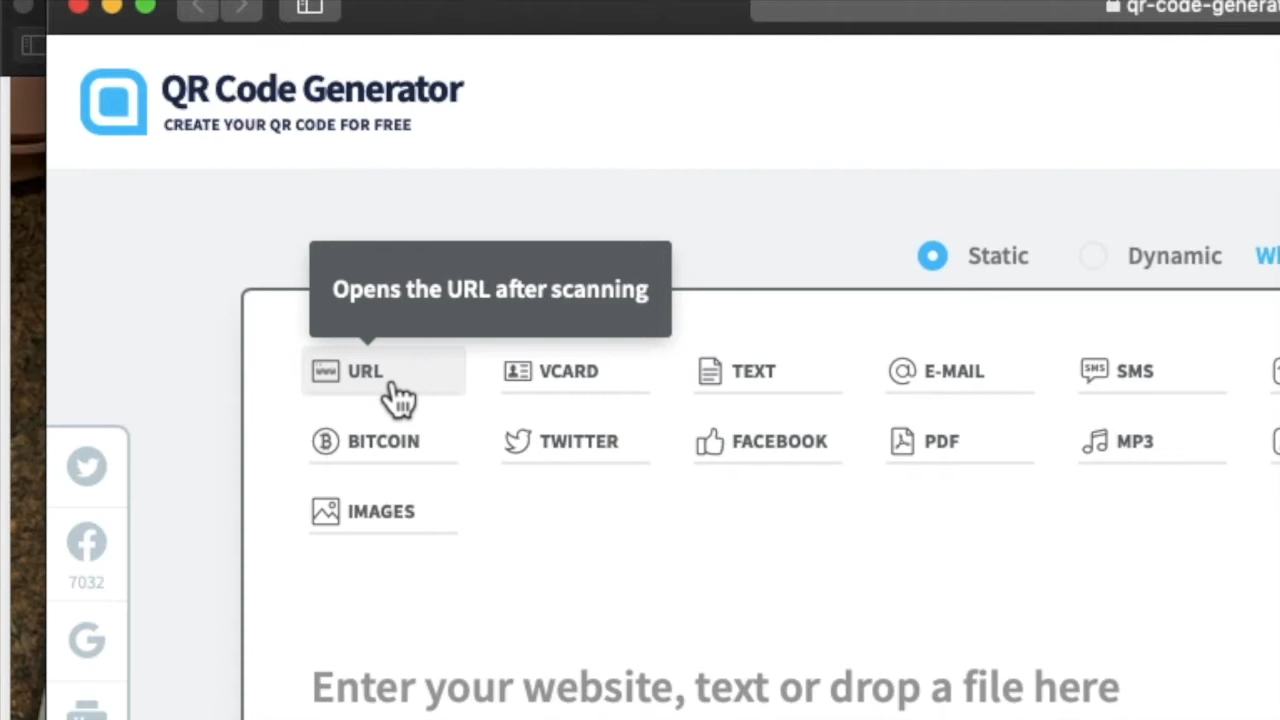 qr-code-genera
QR Code Generator
CREATE YOUR QR CODE FOR FREE
Static
Dynamic
Opens the URL after scanning
www URL
VCARD
TEXT
E-MAIL
SMS SMS
BITCOIN
TWITTER
FACEBOOK
PDF
MP3
IMAGES
7032
Enter your website, text or drop a file here